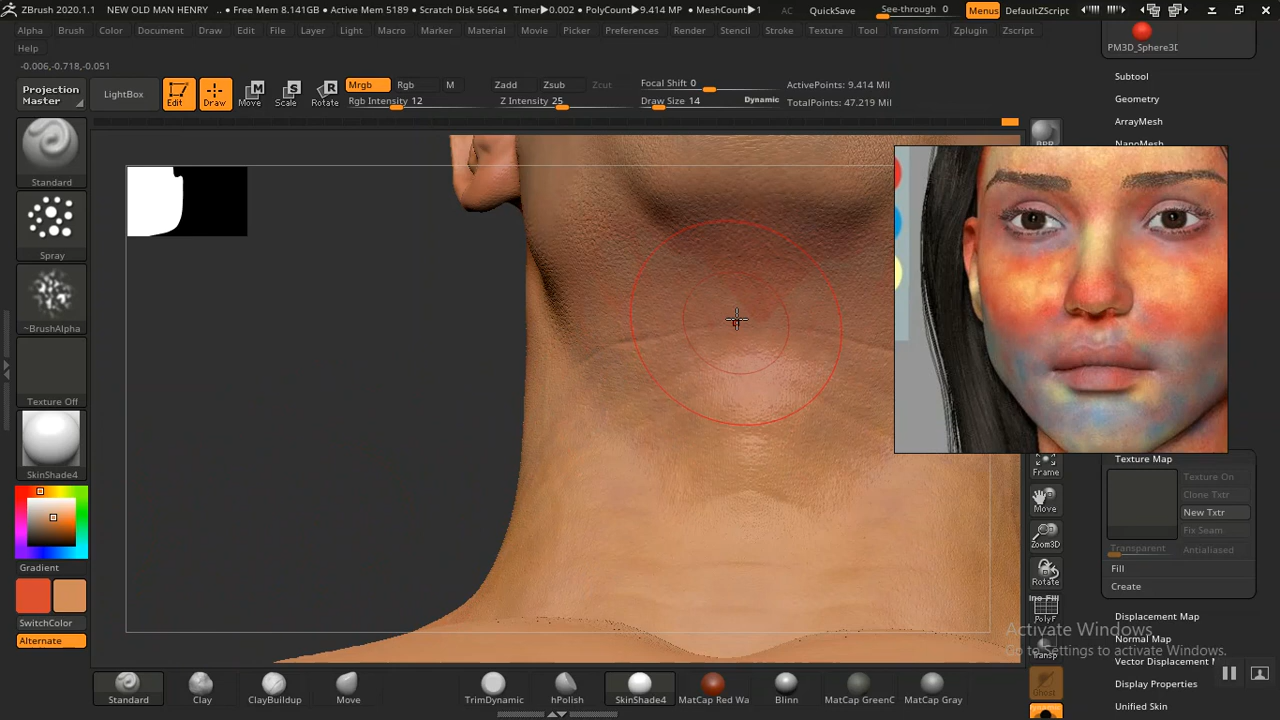 ZBrush 2020.1.1 NEW OLD MAN HENRY .. • Free Mem 8.141GB • Active Mem 5189 • Scratch Disk 5664 • Timer▶0.002 • PolyCount▶9.414 MP • MeshCount▶1 AC QuickSave See-through 0 Menus DefaultZScript
Alpha Brush Color Document Draw Edit File Layer Light Macro Marker Material Movie Picker Preferences Render Stencil Stroke Texture Tool Transform Zplugin Zscript
Help
-0.006,-0.718,-0.051
PM3D_Sphere3D
Projection Master
LightBox
Edit
Draw
Move
Scale
Rotate
Mrgb Rgb M
Rgb Intensity 12
Zadd Zsub Zcut
Z Intensity 25
Focal Shift 0
Draw Size 14 Dynamic
ActivePoints: 9.414 Mil
TotalPoints: 47.219 Mil
Subtool
Geometry
ArrayMesh
NanoMesh
BPR
Standard
Spray
~BrushAlpha
Texture Off
SkinShade4
Gradient
SwitchColor
Alternate
Frame
Move
Zoom3D
Rotate
PolyF
Transp
Ghost
Texture Map
Texture On
Clone Txtr
New Txtr
Fix Seam
Transparent Antialiased
Fill
Create
Displacement Map
Normal Map
Vector Displacement M
Display Properties
Unified Skin
Activate Windows
Go to Settings to activate Windows.
Standard Clay ClayBuildup Move TrimDynamic hPolish SkinShade4 MatCap Red Wa Blinn MatCap GreenC MatCap Gray